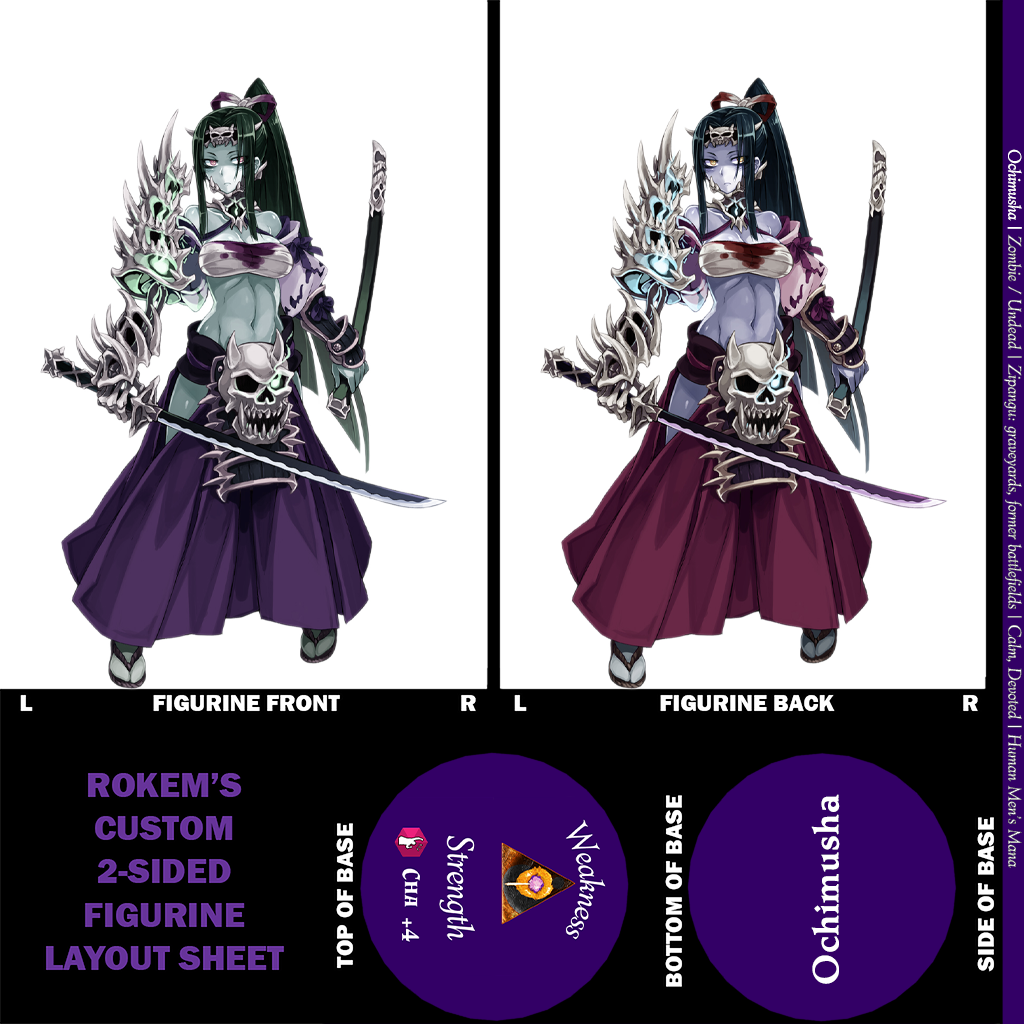 L FIGURINE FRONT R
L FIGURINE BACK R
ROKEM'S
CUSTOM
2-SIDED
FIGURINE
LAYOUT SHEET
TOP OF BASE
Weakness
Strength
CHA +4
BOTTOM OF BASE
Ochimusha
SIDE OF BASE
Ochimusha | Zombie / Undead | Zipangu: graveyards, former battlefields | Calm, Devoted | Human Men's Mana